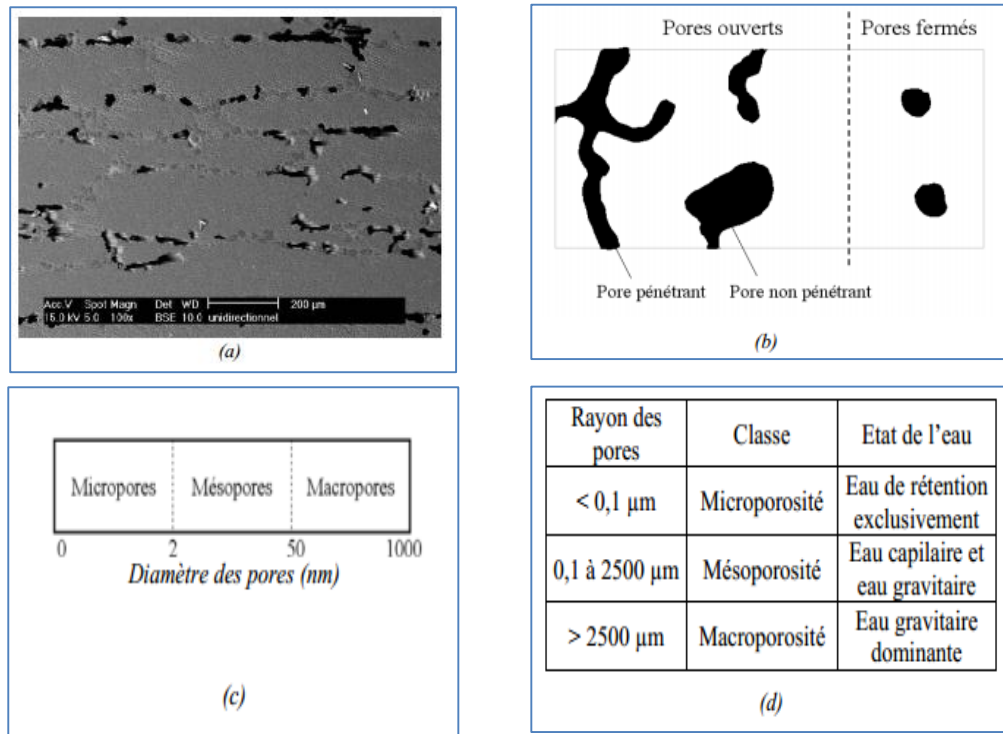 Acc.V Spot Magn Det WD 200 µm
15.0 kV 5.0 100x BSE 10.0 unidirectionnel
(a)
Pores ouverts Pores fermés
Pore pénétrant Pore non pénétrant
(b)
Micropores Mésopores Macropores
0 2 50 1000
Diamètre des pores (nm)
(c)
Rayon des
pores
Classe
Etat de l'eau
< 0,1 µm
Microporosité
Eau de rétention
exclusivement
0,1 à 2500 µm
Mésoporosité
Eau capilaire et
eau gravitaire
> 2500 µm
Macroporosité
Eau gravitaire
dominante
(d)